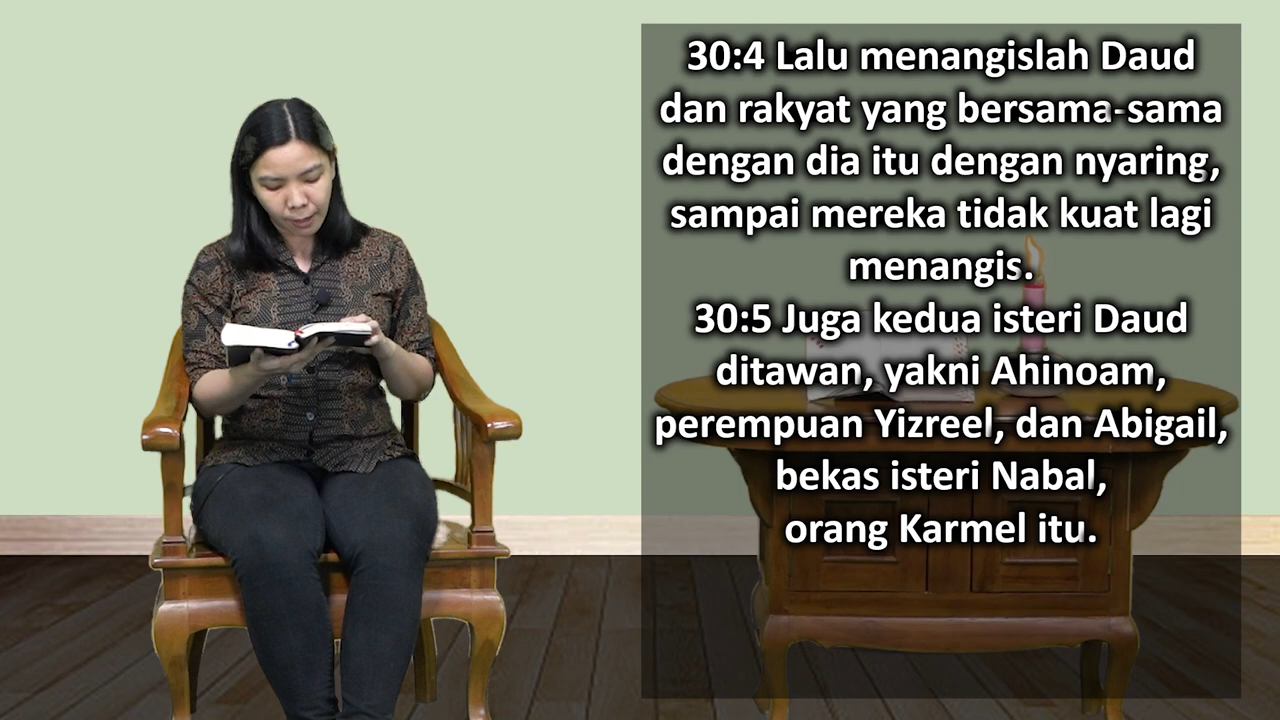 30:4 Lalu menangislah Daud
dan rakyat yang bersama-sama
dengan dia itu dengan nyaring,
sampai mereka tidak kuat lagi
menangis.
30:5 Juga kedua isteri Daud
ditawan, yakni Ahinoam,
perempuan Yizreel, dan Abigail,
bekas isteri Nabal,
orang Karmel itu.